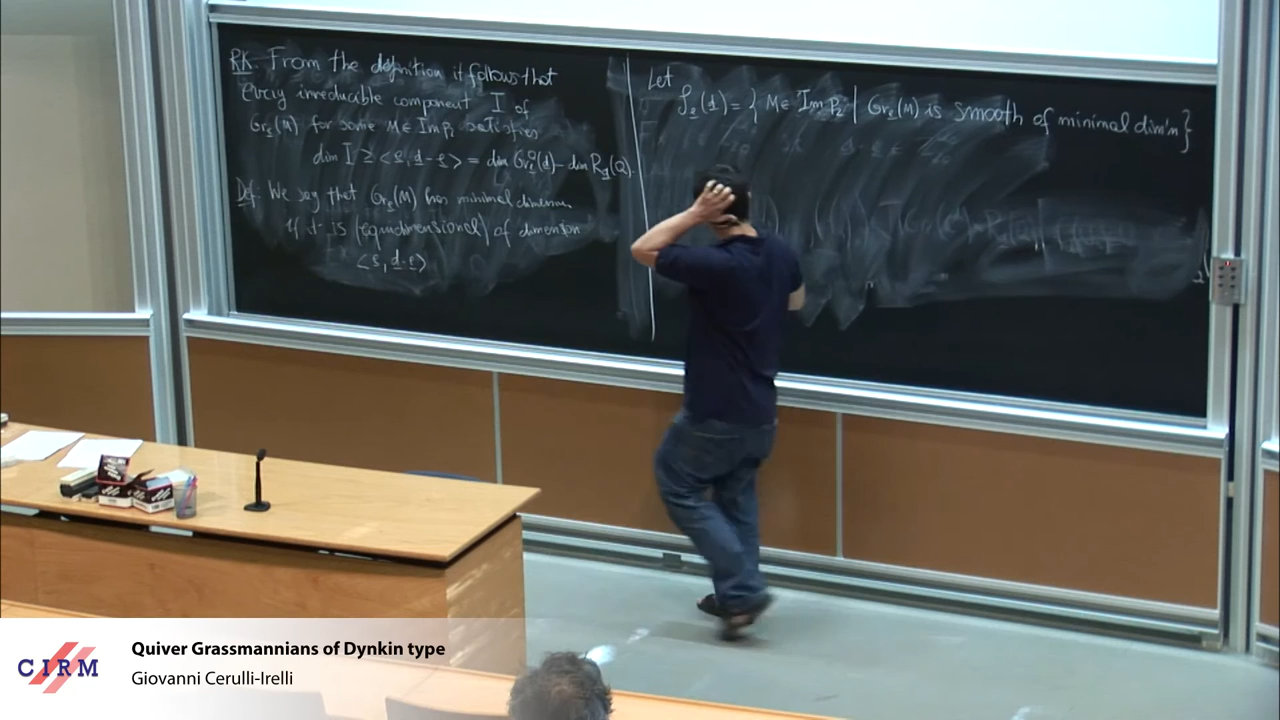 RK: From the definition it follows that
every irreducible component I of
Gr_e(M) for some M ∈ Im p_2 satisfies
dim I ≥ <e, d-e> = dim Gr_e^Q(d) - dim R_d(Q).
Def: We say that Gr_e(M) has minimal dimension
if it is (equidimensional) of dimension
<e, d-e>
Let
S_e(d) = { M ∈ Im p_2 | Gr_e(M) is smooth of minimal dim'n }
CIRM
Quiver Grassmannians of Dynkin type
Giovanni Cerulli-Irelli